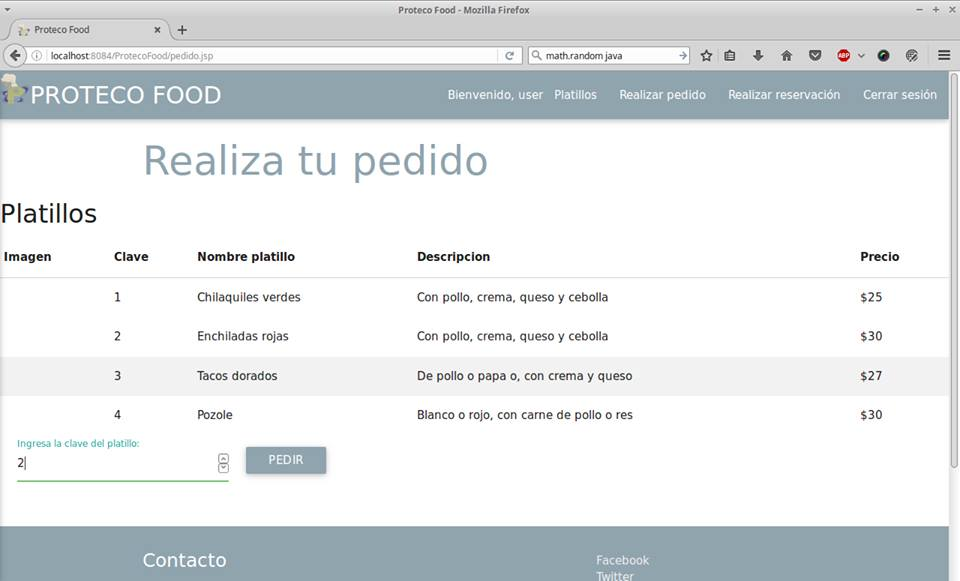 Proteco Food - Mozilla Firefox
Proteco Food
localhost:8084/ProtecoFood/pedido.jsp
math.random java
ABP
PROTECO FOOD
Bienvenido, user Platillos Realizar pedido Realizar reservación Cerrar sesión
Realiza tu pedido
Platillos
Imagen Clave Nombre platillo Descripcion Precio
1 Chilaquiles verdes Con pollo, crema, queso y cebolla $25
2 Enchiladas rojas Con pollo, crema, queso y cebolla $30
3 Tacos dorados De pollo o papa o, con crema y queso $27
4 Pozole Blanco o rojo, con carne de pollo o res $30
Ingresa la clave del platillo:
2 PEDIR
Contacto Facebook
Twitter